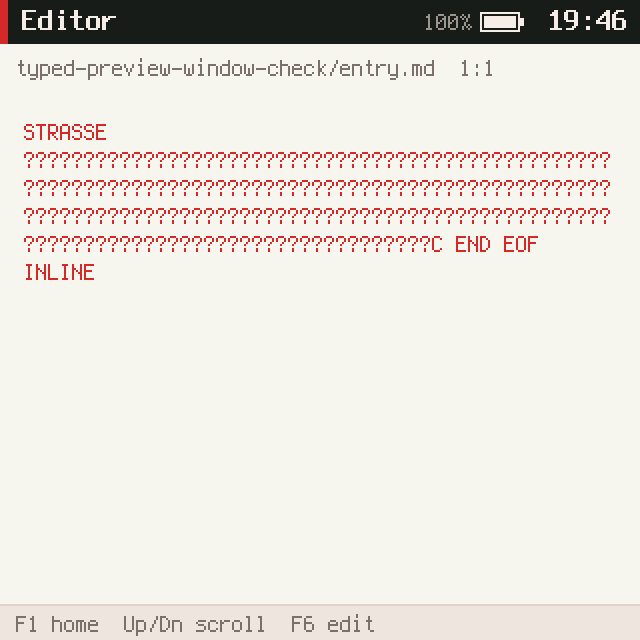 Editor 100% 19:46
typed-preview-window-check/entry.md 1:1
STRASSE
?????????????????????????????????????????????????
?????????????????????????????????????????????????
?????????????????????????????????????????????????
??????????????????????????????????C END EOF
INLINE
F1 home Up/Dn scroll F6 edit